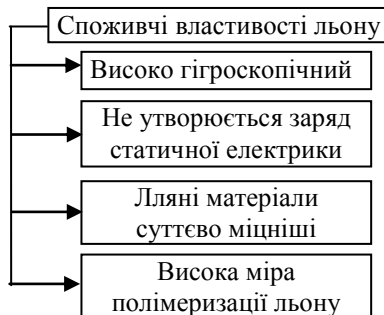 Споживчі властивості льону
Високо гігроскопічний
Не утворюється заряд
статичної електрики
Лляні матеріали
суттєво міцніші
Висока міра
полімеризації льону